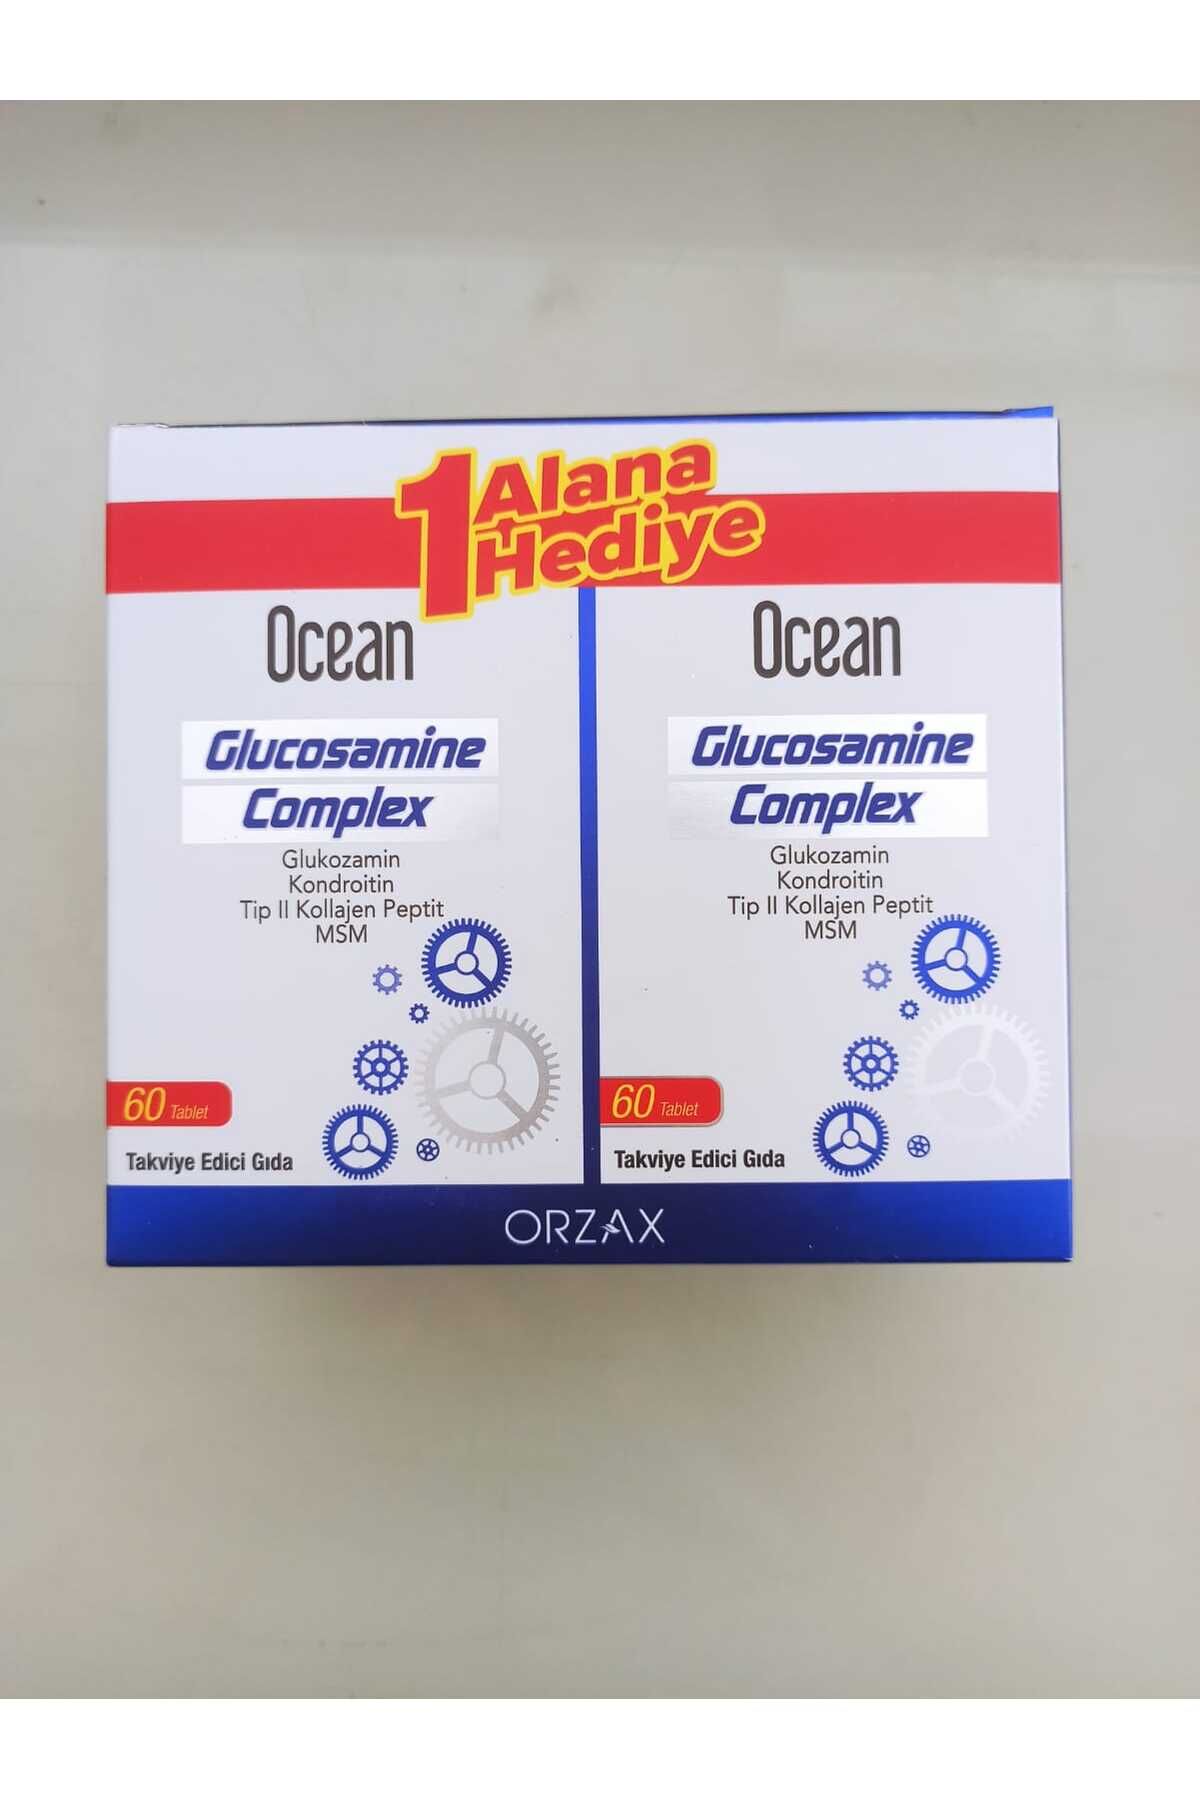 1 Alana
1 Hediye
Ocean
Glucosamine
Complex
Glukozamin
Kondroitin
Tip II Kollajen Peptit
MSM
60 Tablet
Takviye Edici Gıda
Ocean
Glucosamine
Complex
Glukozamin
Kondroitin
Tip II Kollajen Peptit
MSM
60 Tablet
Takviye Edici Gıda
ORZAX